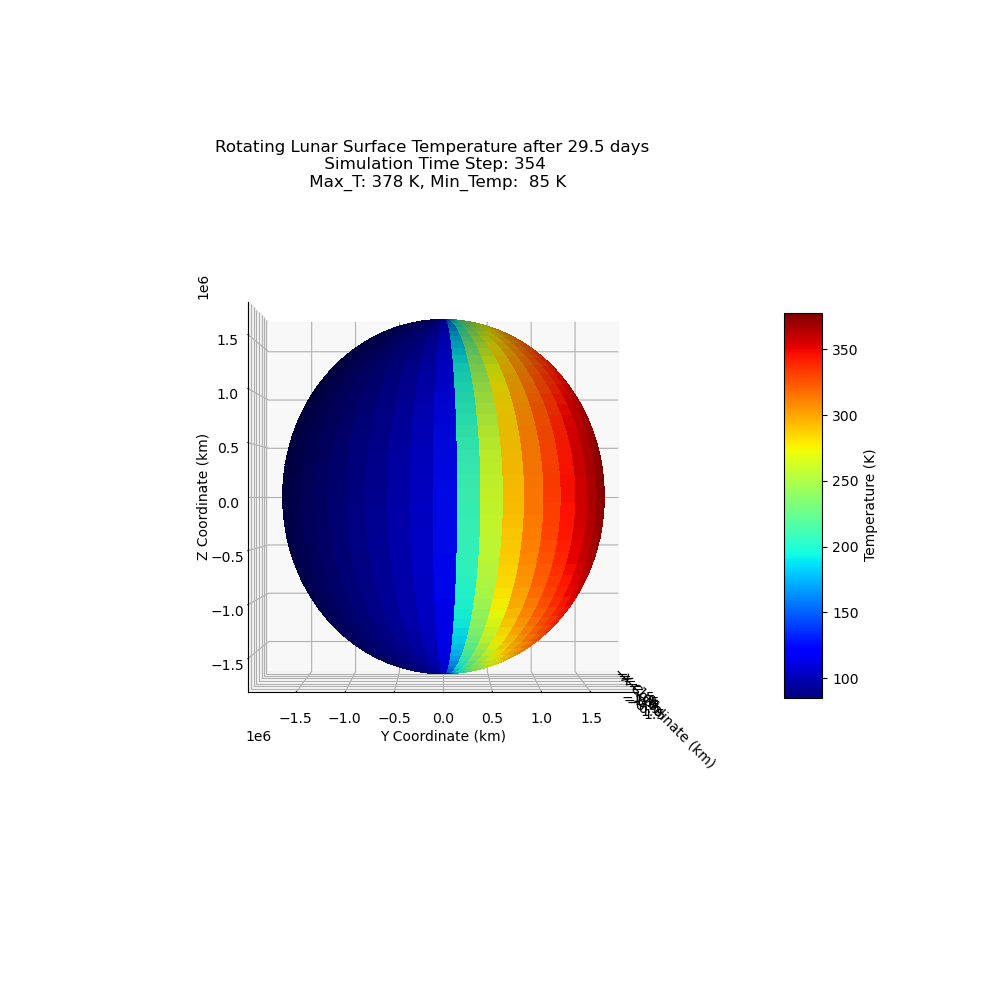 Rotating Lunar Surface Temperature after 29.5 days
Simulation Time Step: 354
Max_T: 378 K, Min_Temp:  85 K
1e6
1.5
1.0
0.5
0.0
−0.5
−1.0
−1.5
Z Coordinate (km)
−1.5
−1.0
−0.5
0.0
0.5
1.0
1.5
1e6
Y Coordinate (km)
(km)
350
300
250
200
150
100
Temperature (K)